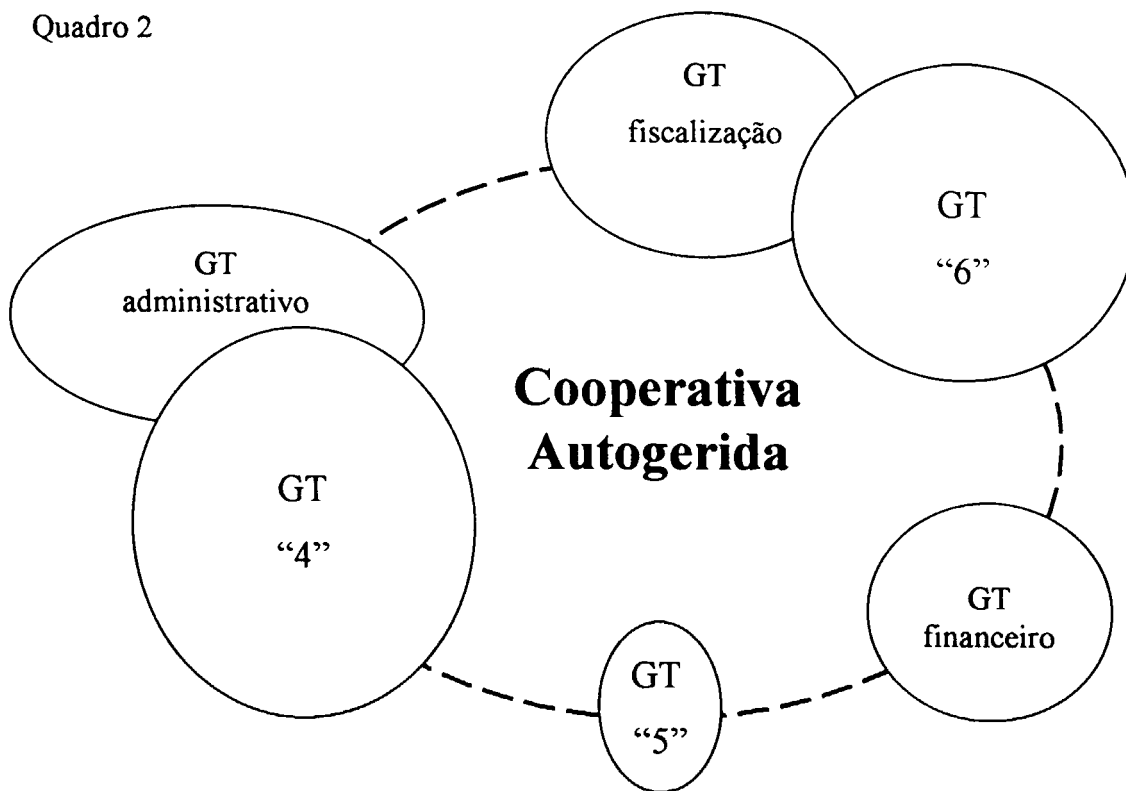 Quadro 2
GT
fiscalização
GT
“6”
GT
administrativo
Cooperativa
Autogerida
GT
“4”
GT
financeiro
GT
“5”